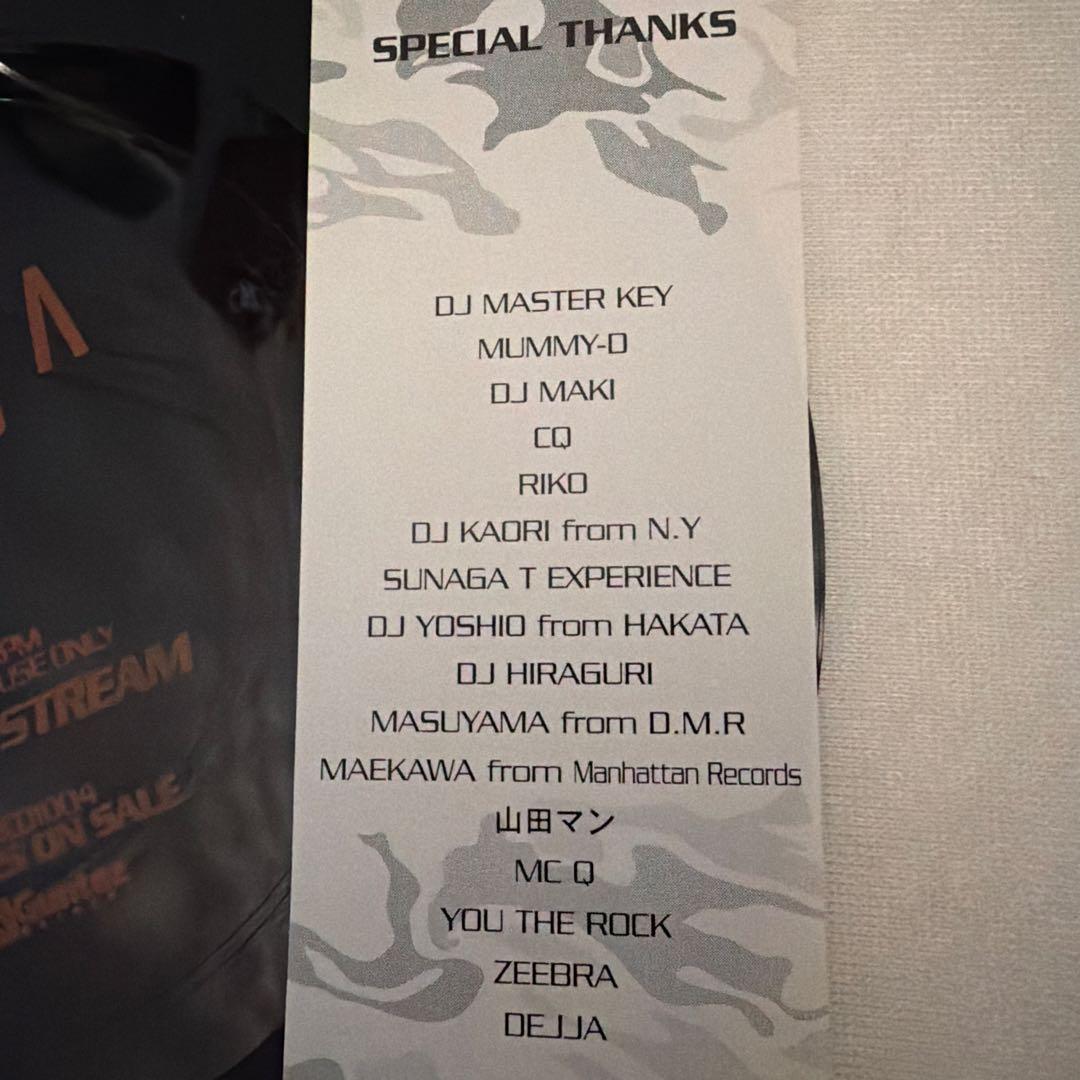 SPECIAL THANKS
DJ MASTER KEY
MUMMY-D
DJ MAKI
CQ
RIKO
DJ KAORI from N.Y
SUNAGA T EXPERIENCE
DJ YOSHIO from HAKATA
DJ HIRAGURI
MASUYAMA from D.M.R
MAEKAWA from Manhattan Records
山田マン
MC Q
YOU THE ROCK
ZEEBRA
DEJJA
USE ONLY
STREAM
ON SALE